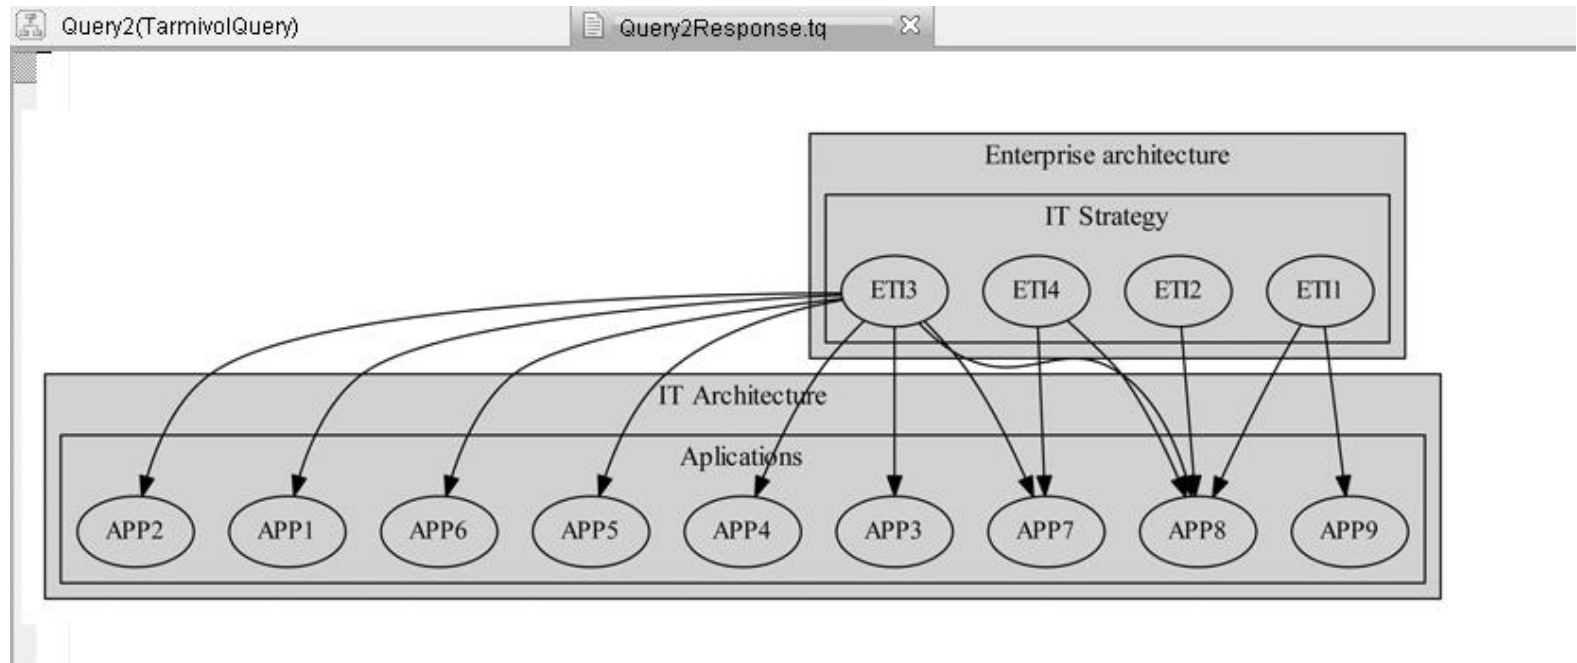 Query2(TarmivolQuery)
Query2Response.tq
Enterprise architecture
IT Strategy
ETI3
ETI4
ETI2
ETI1
IT Architecture
Aplications
APP2
APP1
APP6
APP5
APP4
APP3
APP7
APP8
APP9